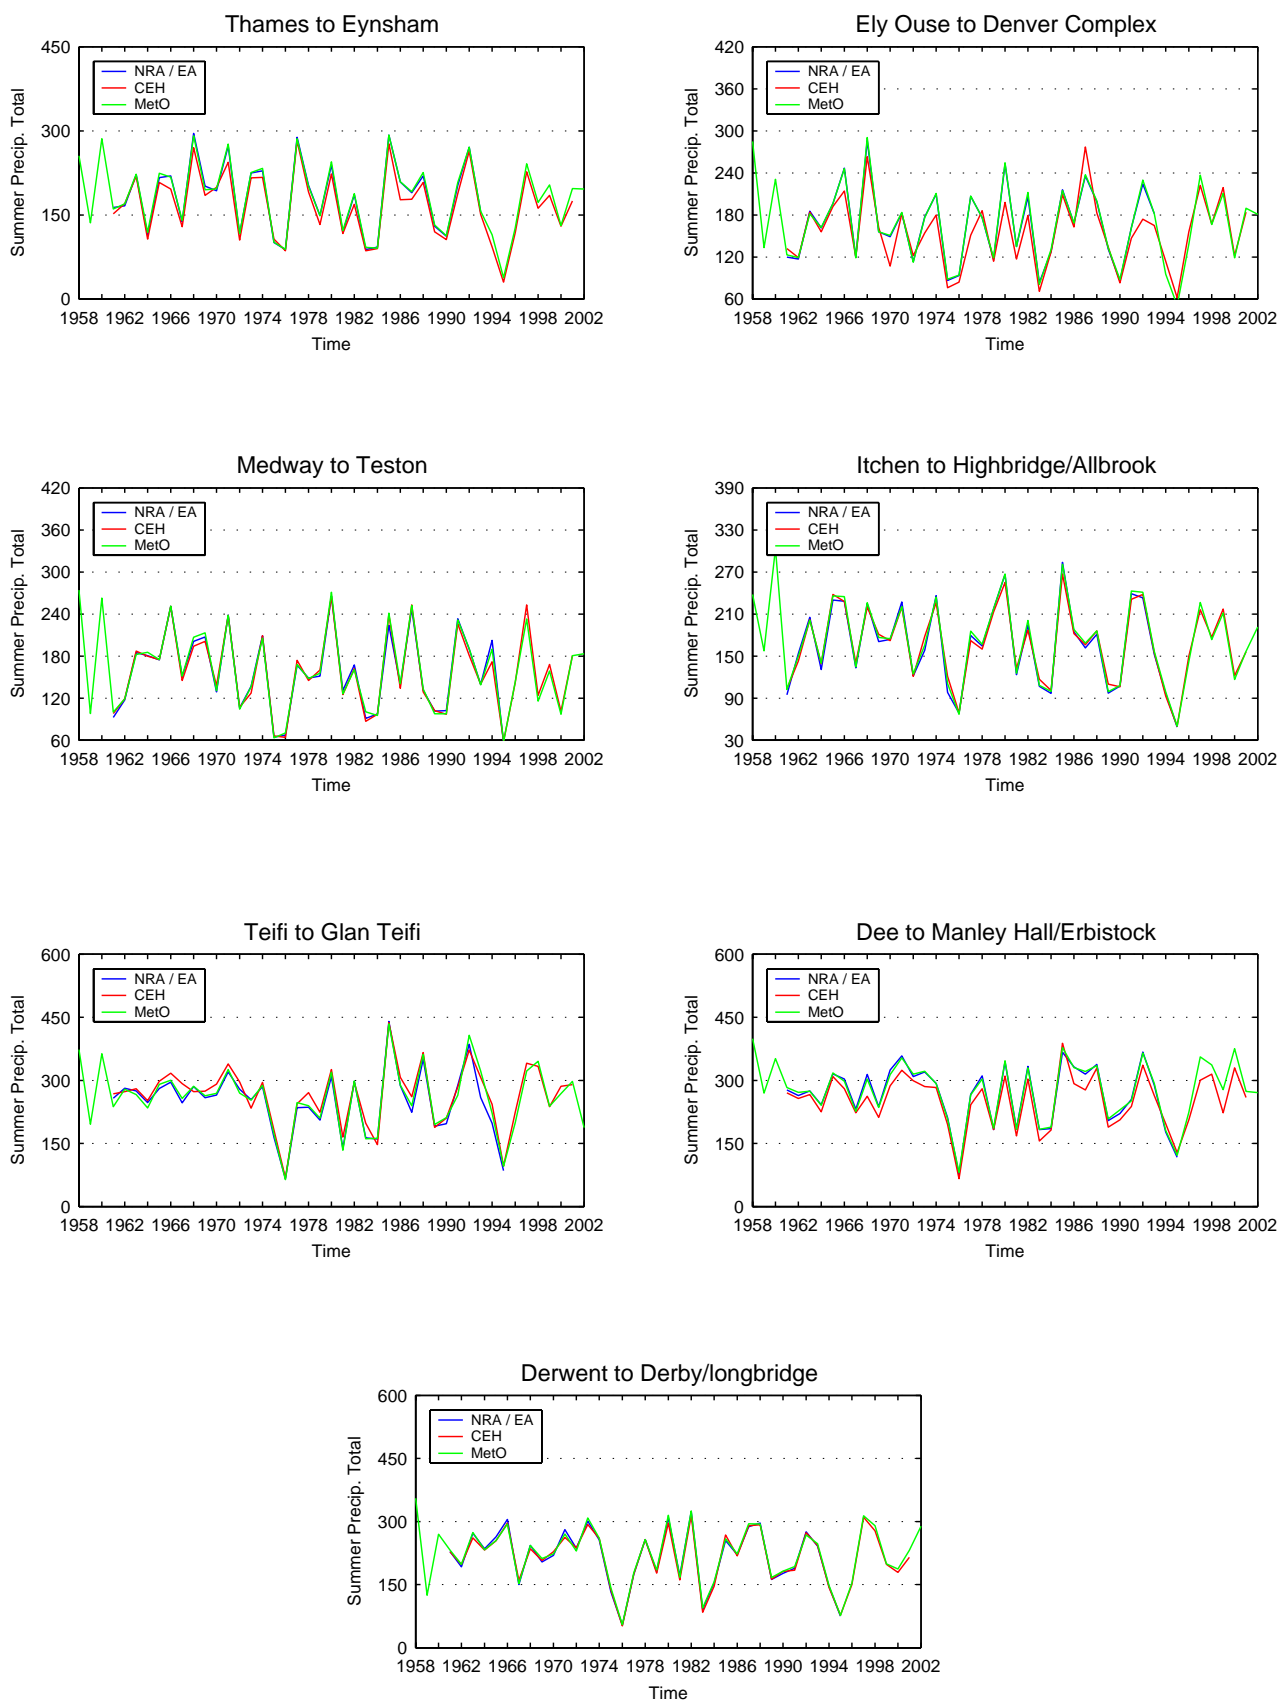 Thames to Eynsham
Summer Precip. Total
450
300
150
0
NRA / EA
CEH
MetO
1958 1962 1966 1970 1974 1978 1982 1986 1990 1994 1998 2002
Time
Ely Ouse to Denver Complex
Summer Precip. Total
420
360
300
240
180
120
60
NRA / EA
CEH
MetO
1958 1962 1966 1970 1974 1978 1982 1986 1990 1994 1998 2002
Time
Medway to Teston
Summer Precip. Total
420
360
300
240
180
120
60
NRA / EA
CEH
MetO
1958 1962 1966 1970 1974 1978 1982 1986 1990 1994 1998 2002
Time
Itchen to Highbridge/Allbrook
Summer Precip. Total
390
330
270
210
150
90
30
NRA / EA
CEH
MetO
1958 1962 1966 1970 1974 1978 1982 1986 1990 1994 1998 2002
Time
Teifi to Glan Teifi
Summer Precip. Total
600
450
300
150
0
NRA / EA
CEH
MetO
1958 1962 1966 1970 1974 1978 1982 1986 1990 1994 1998 2002
Time
Dee to Manley Hall/Erbistock
Summer Precip. Total
600
450
300
150
0
NRA / EA
CEH
MetO
1958 1962 1966 1970 1974 1978 1982 1986 1990 1994 1998 2002
Time
Derwent to Derby/longbridge
Summer Precip. Total
600
450
300
150
0
NRA / EA
CEH
MetO
1958 1962 1966 1970 1974 1978 1982 1986 1990 1994 1998 2002
Time